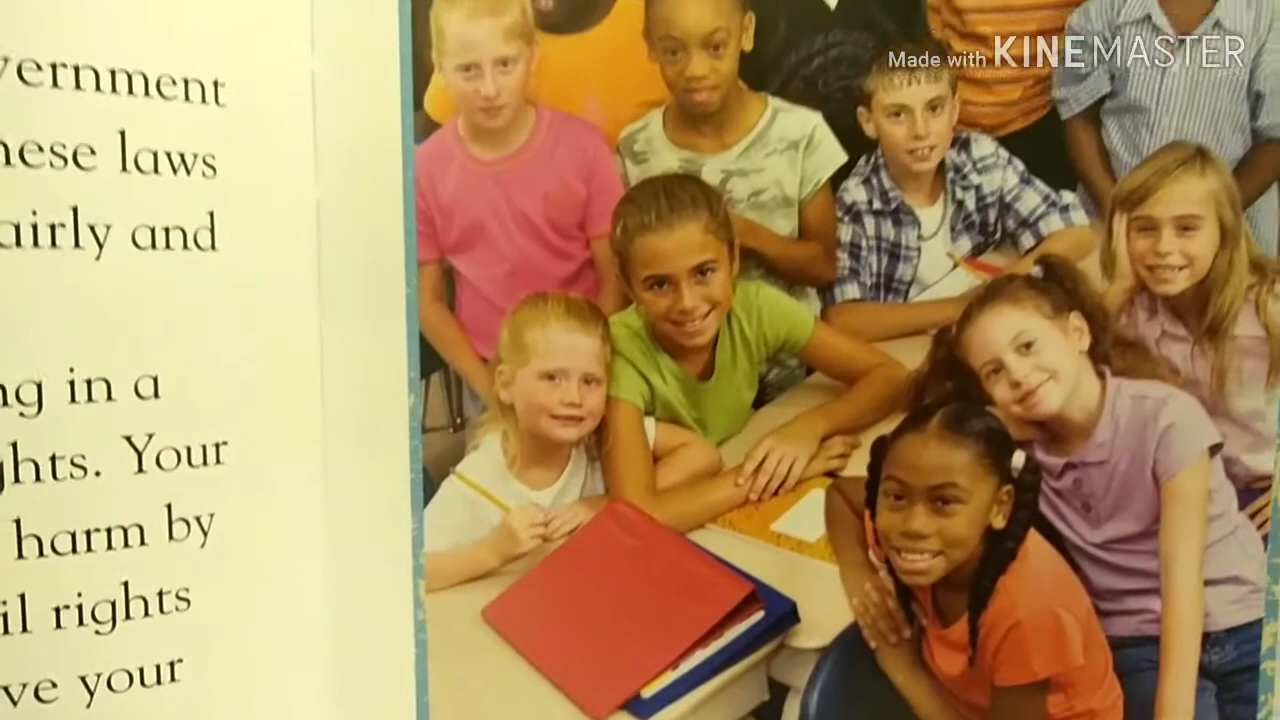 Made with KINEMASTER
vernment
hese laws
airly and
ng in a
ghts. Your
harm by
il rights
ve your